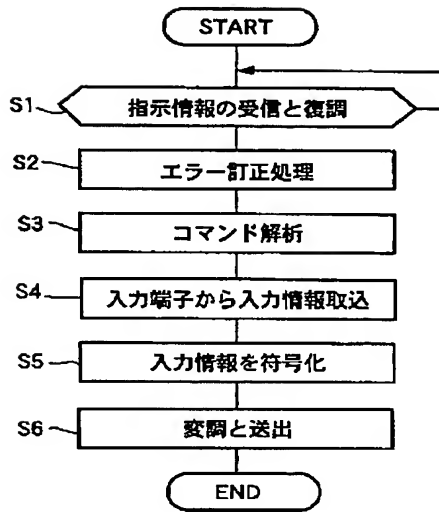 START
S1 指示情報の受信と復調
S2 エラー訂正処理
S3 コマンド解析
S4 入力端子から入力情報取込
S5 入力情報を符号化
S6 変調と送出
END